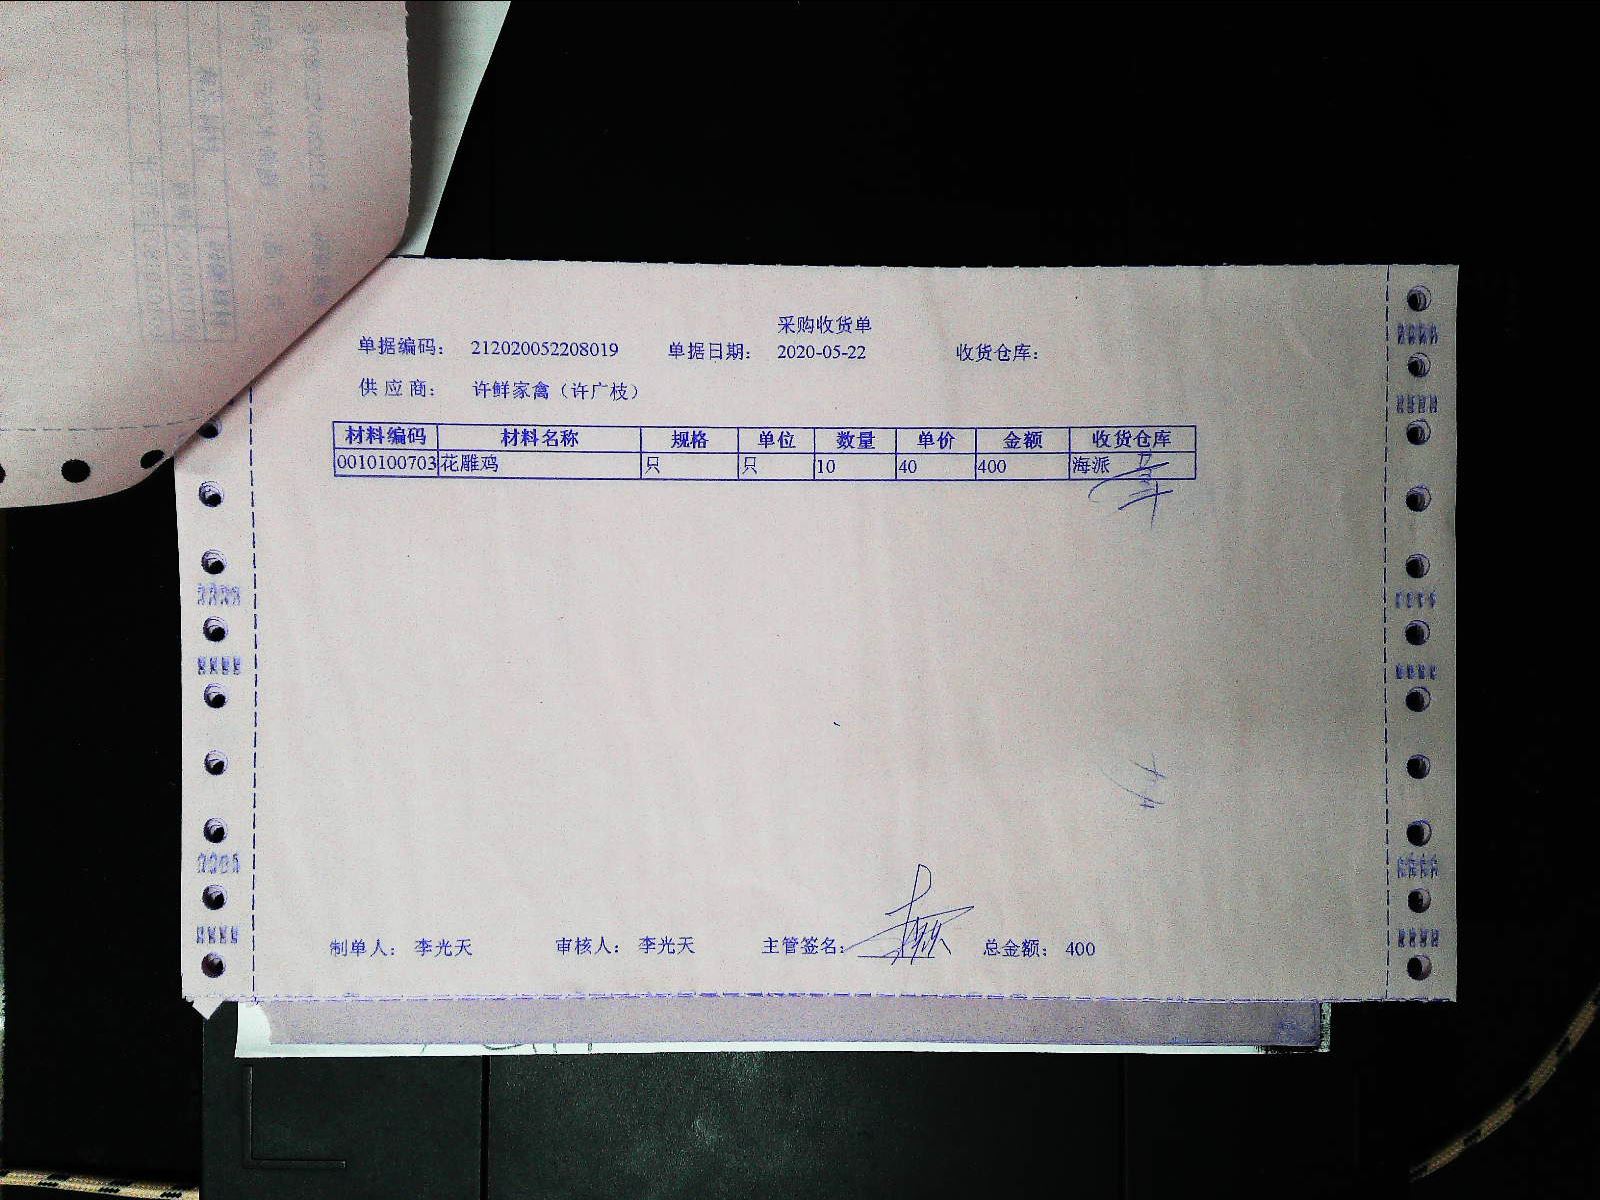 采购收货单
单据编码： 212020052208019 单据日期： 2020-05-22 收货仓库：
供 应 商： 许鲜家禽（许广枝）
材料编码 材料名称 规格 单位 数量 单价 金额 收货仓库
0010100703 花雕鸡 只 只 10 40 400 海派
制单人： 李光天 审核人： 李光天 主管签名： 总金额： 400